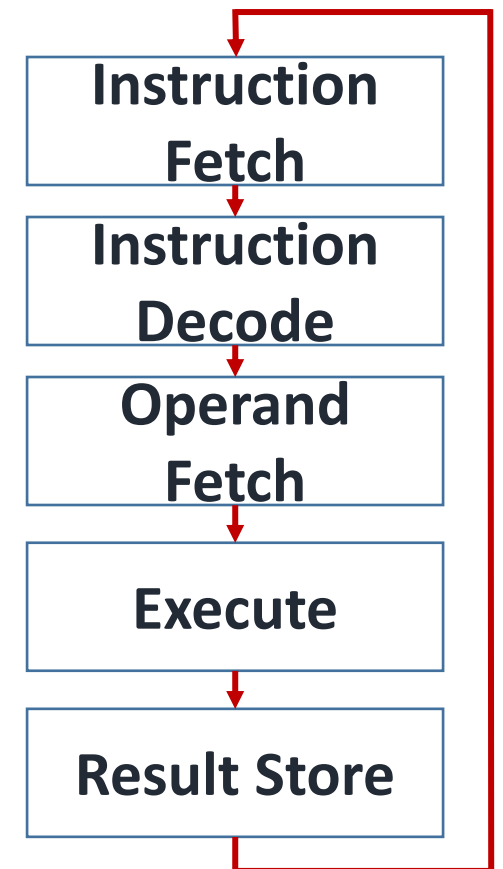 Instruction
Fetch
Instruction
Decode
Operand
Fetch
Execute
Result Store